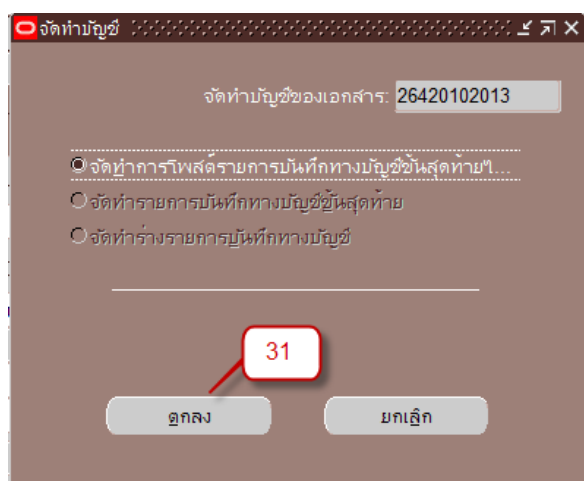 จัดทำบัญชี
จัดทำบัญชีของเอกสาร: 26420102013
จัดทำการโพสต์รายการบันทึกทางบัญชีขั้นสุดท้ายใ...
จัดทำรายการบันทึกทางบัญชีขั้นสุดท้าย
จัดทำร่างรายการบันทึกทางบัญชี
31
ตกลง
ยกเลิก